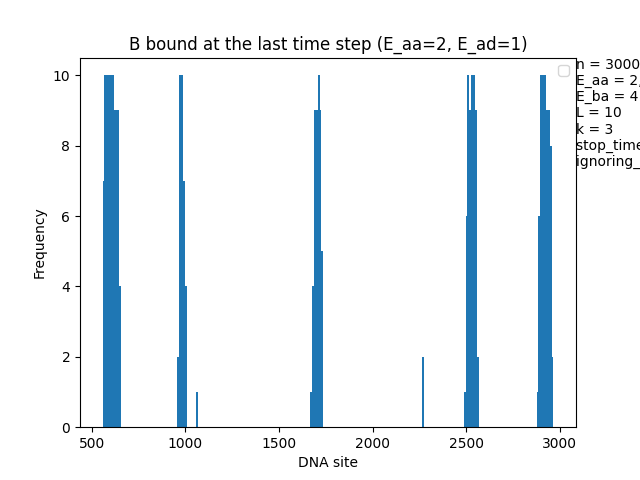 B bound at the last time step (E_aa=2, E_ad=1)
n = 3000
E_aa = 2,
E_ba = 4
L = 10
k = 3
stop_time
ignoring_
Frequency
10
8
6
4
2
0
500
1000
1500
2000
2500
3000
DNA site